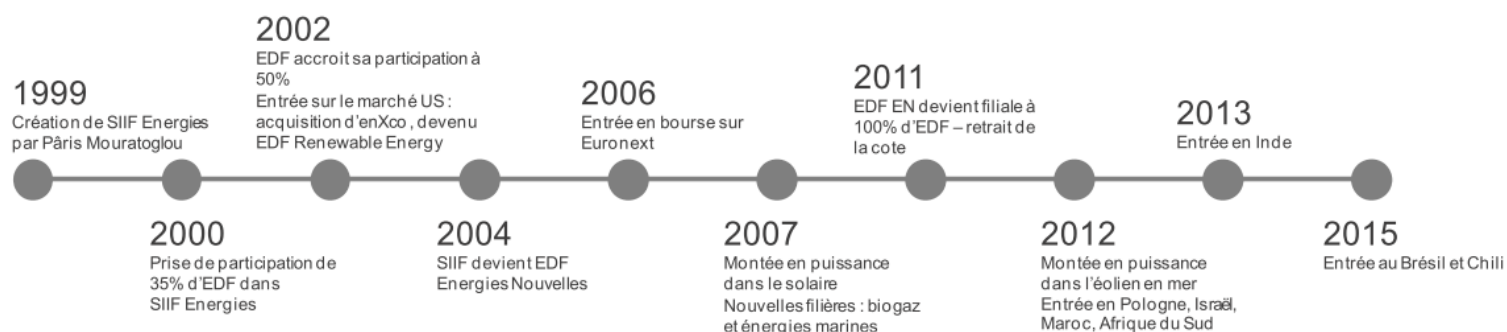 1999
Création de SIIF Energies
par Pâris Mouratoglou
2000
Prise de participation de
35% d'EDF dans
SIIF Energies
2002
EDF accroit sa participation à
50%
Entrée sur le marché US :
acquisition d'enXco , devenu
EDF Renewable Energy
2004
SIIF devient EDF
Energies Nouvelles
2006
Entrée en bourse sur
Euronext
2007
Montée en puissance
dans le solaire
Nouvelles filières : biogaz
et énergies marines
2011
EDF EN devient filiale à
100% d'EDF – retrait de
la cote
2012
Montée en puissance
dans l'éolien en mer
Entrée en Pologne, Israël,
Maroc, Afrique du Sud
2013
Entrée en Inde
2015
Entrée au Brésil et Chili